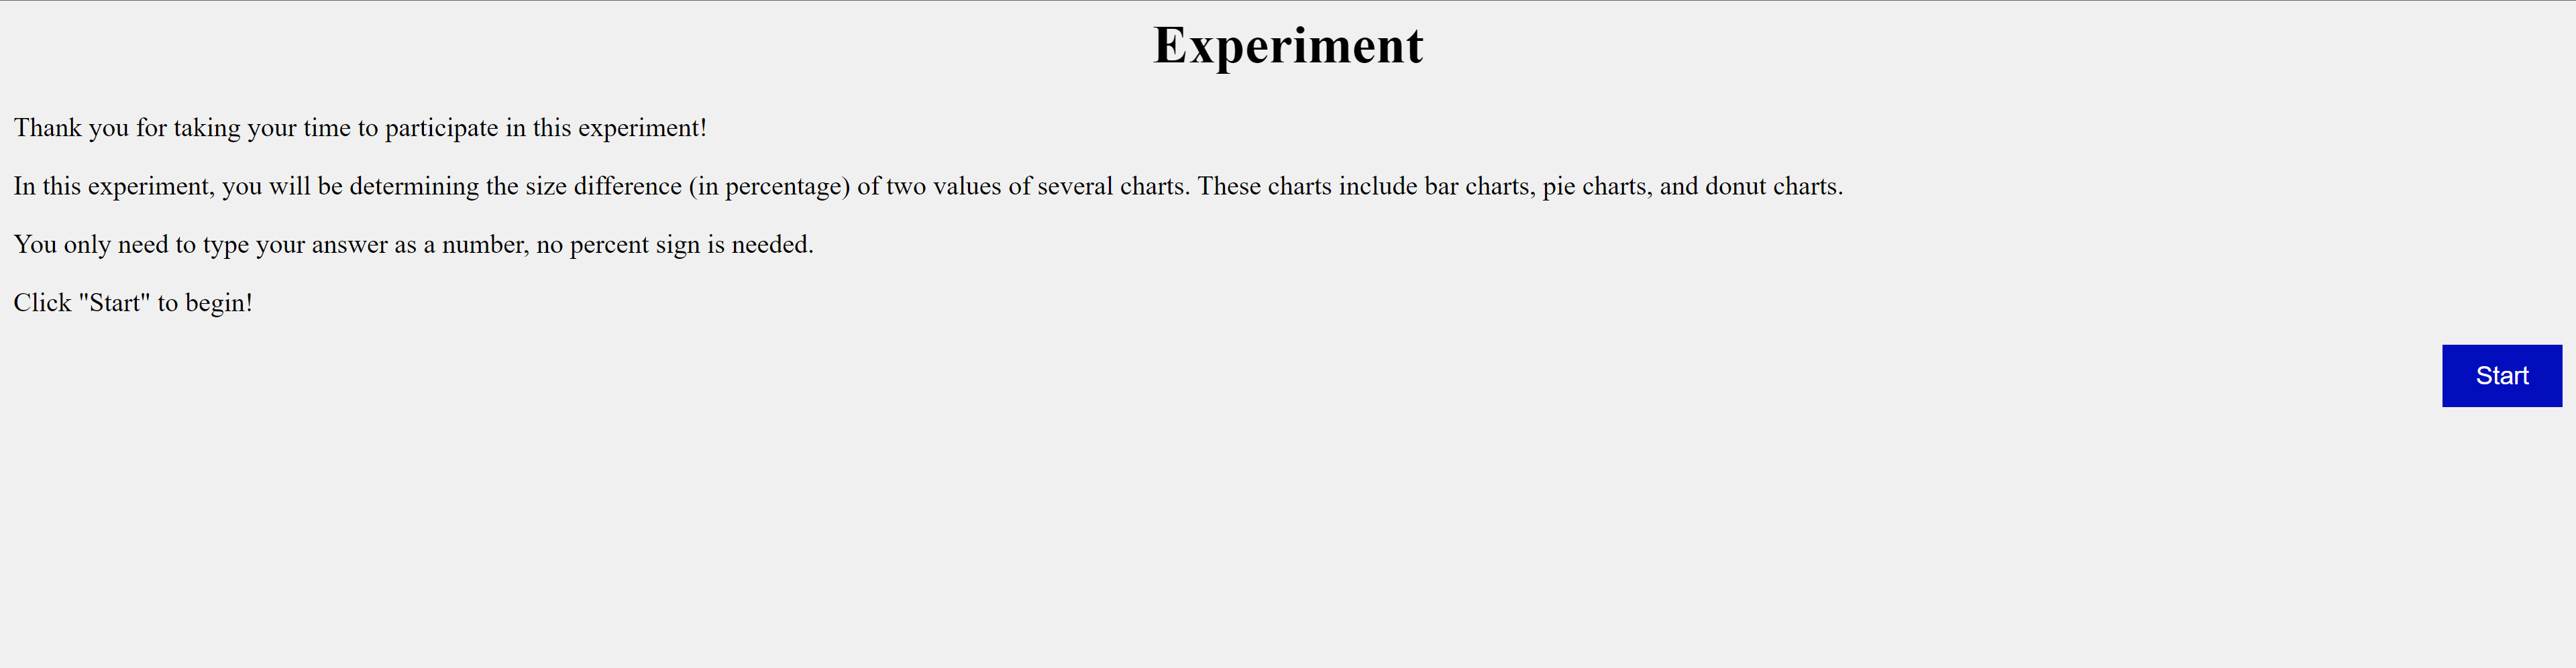 Experiment
Thank you for taking your time to participate in this experiment!
In this experiment, you will be determining the size difference (in percentage) of two values of several charts. These charts include bar charts, pie charts, and donut charts.
You only need to type your answer as a number, no percent sign is needed.
Click "Start" to begin!
Start